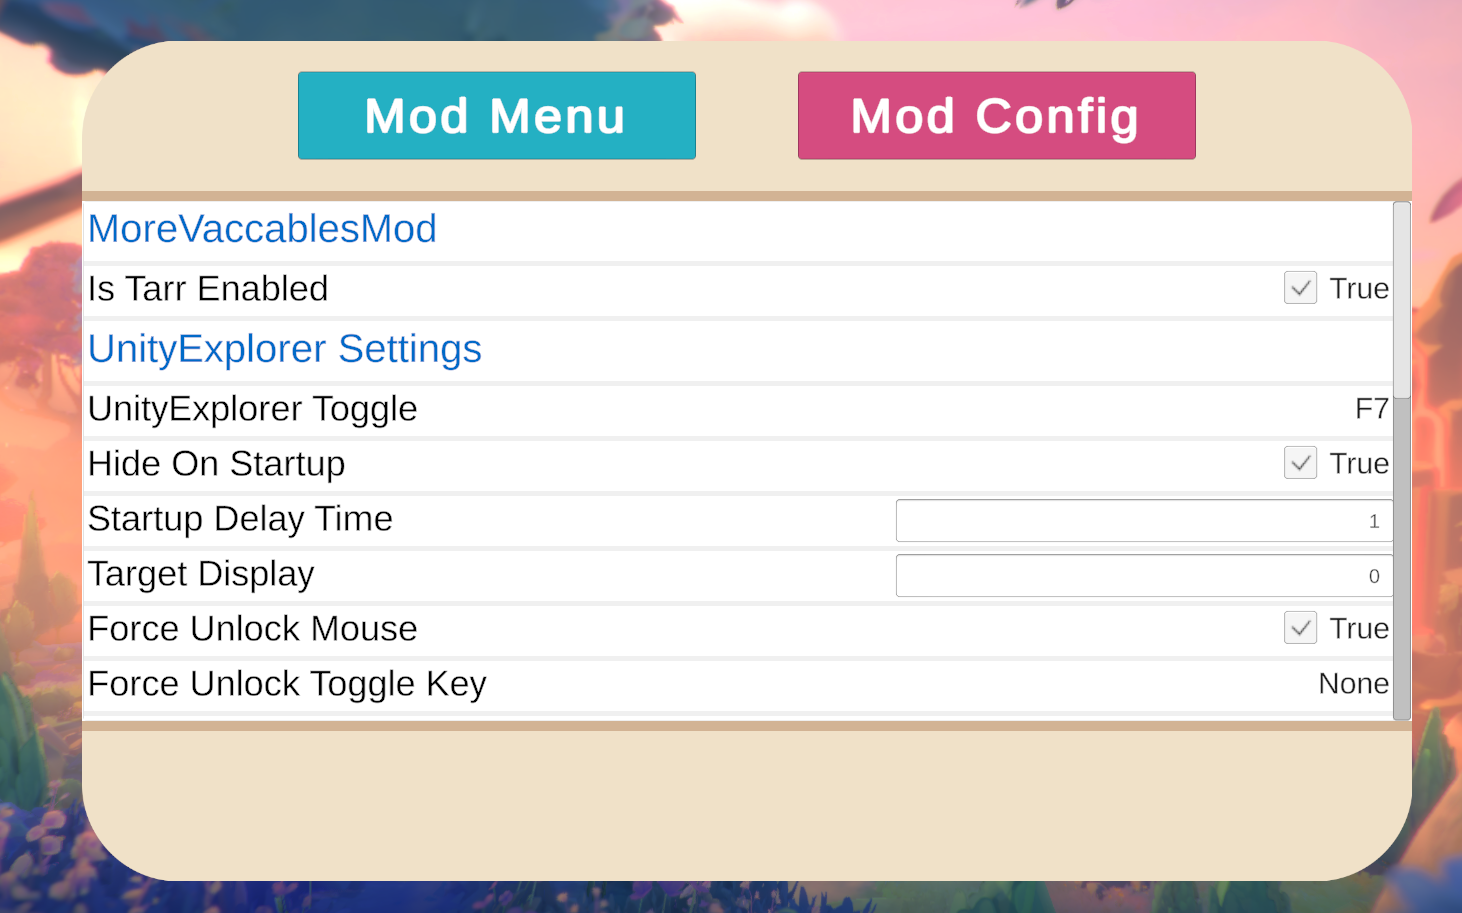 Mod Menu
Mod Config
MoreVaccablesMod
Is Tarr Enabled True
UnityExplorer Settings
UnityExplorer Toggle F7
Hide On Startup True
Startup Delay Time 1
Target Display 0
Force Unlock Mouse True
Force Unlock Toggle Key None